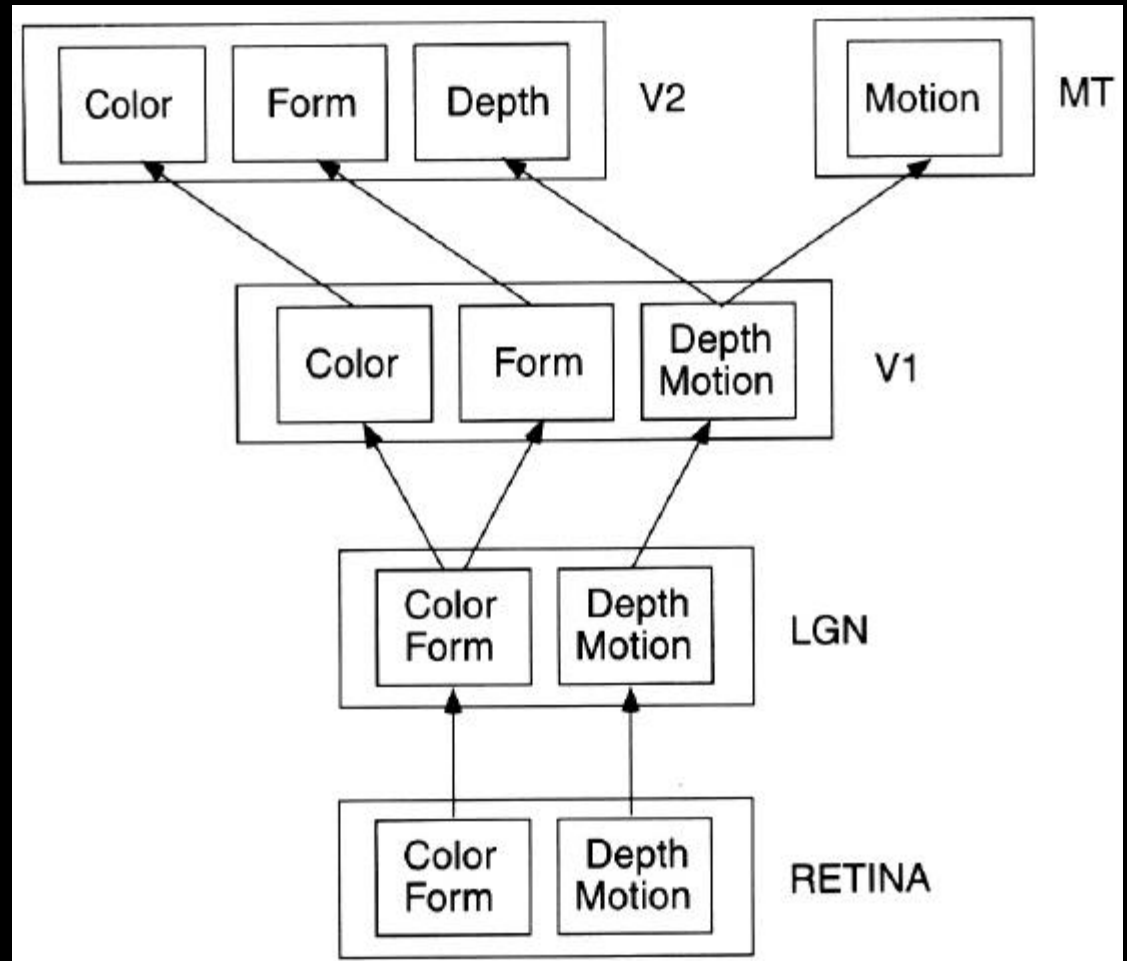 Color Form Depth V2 Motion MT
Color Form Depth
Motion V1
Color
Form Depth
Motion LGN
Color
Form Depth
Motion RETINA